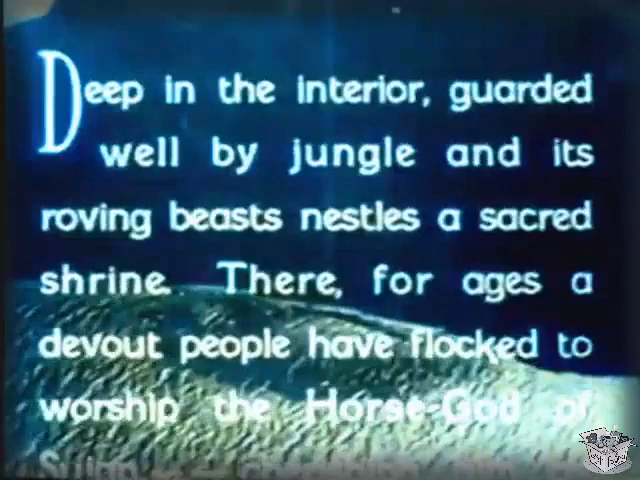 Deep in the interior, guarded
well by jungle and its
roving beasts nestles a sacred
shrine. There, for ages a
devout people have flocked to
worship the Horse-God of